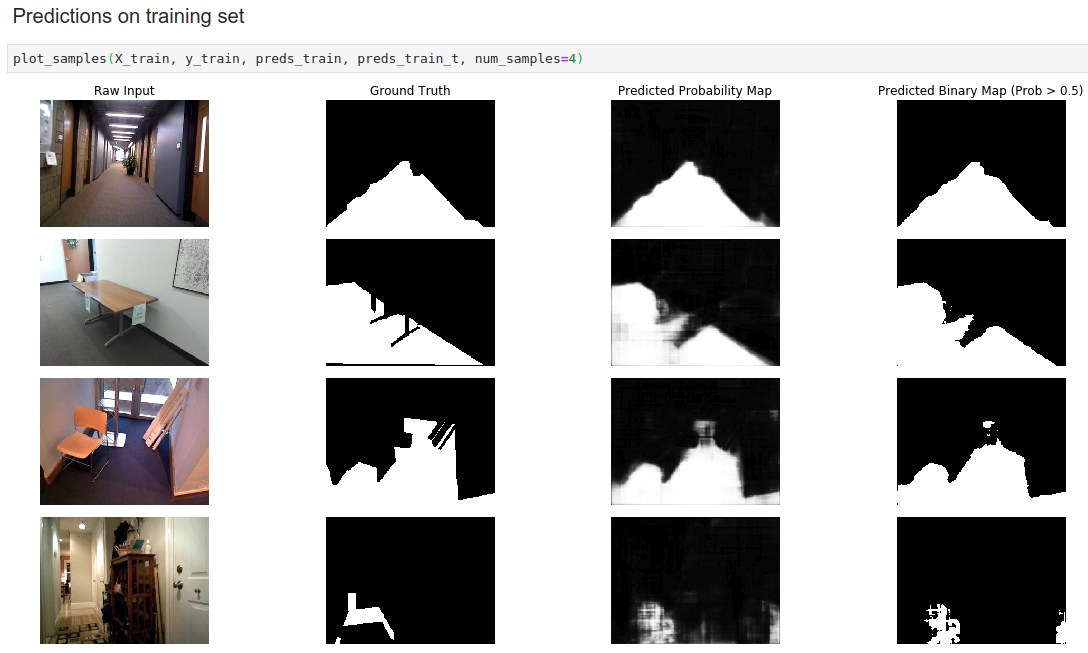 Predictions on training set
plot_samples(X_train, y_train, preds_train, preds_train_t, num_samples=4)
Raw Input
Ground Truth
Predicted Probability Map
Predicted Binary Map (Prob > 0.5)